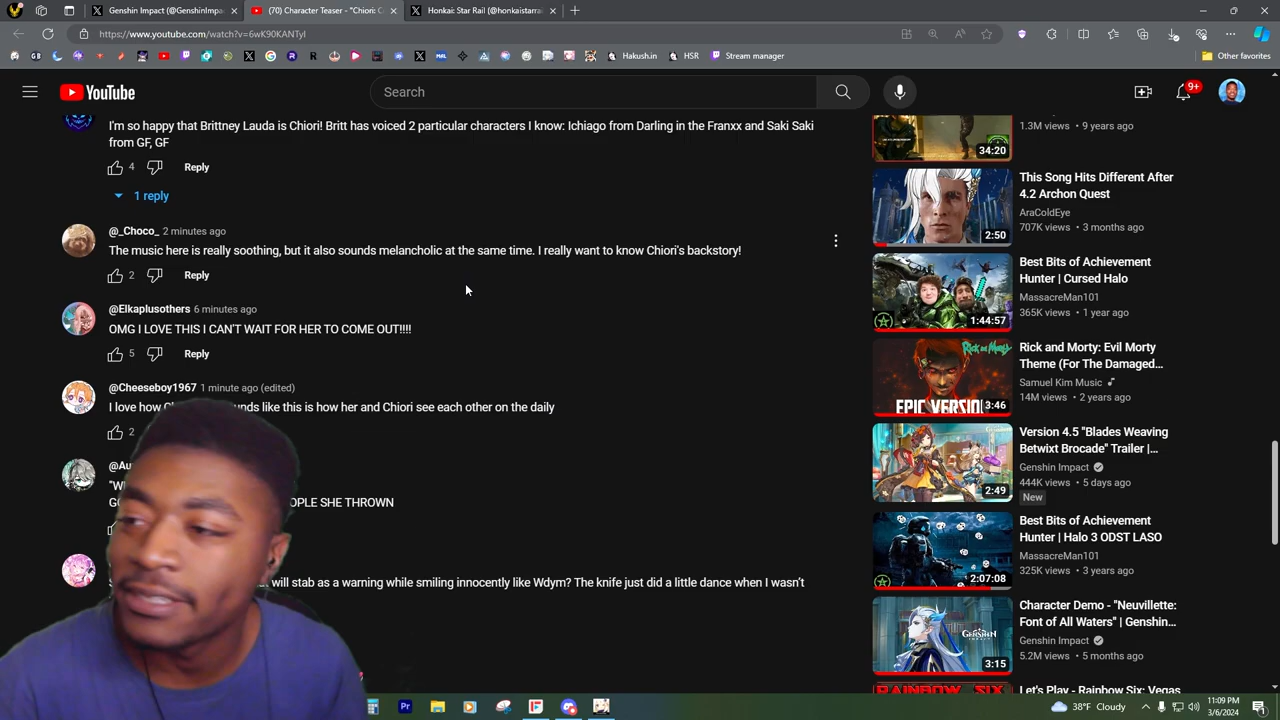 Genshin Impact (@GenshinImpac
(70) Character Teaser - "Chiori: C
Honkai: Star Rail (@honkaistarrai
https://www.youtube.com/watch?v=6wK90KANTyI
Hakush.in
HSR
Stream manager
Other favorites
YouTube
Search
9+
I'm so happy that Brittney Lauda is Chiori! Britt has voiced 2 particular characters I know: Ichiago from Darling in the Franxx and Saki Saki
from GF, GF
4
Reply
1 reply
@_Choco_ 2 minutes ago
The music here is really soothing, but it also sounds melancholic at the same time. I really want to know Chiori's backstory!
2
Reply
@Elkaplusothers 6 minutes ago
OMG I LOVE THIS I CAN'T WAIT FOR HER TO COME OUT!!!!
5
Reply
@Cheeseboy1967 1 minute ago (edited)
I love how like this is how her and Chiori see each other on the daily
2
THROWN
will stab as a warning while smiling innocently like Wdym? The knife just did a little dance when I wasn't
34:20
1.3M views • 9 years ago
2:50
This Song Hits Different After
4.2 Archon Quest
AraColdEye
707K views • 3 months ago
1:44:57
Best Bits of Achievement
Hunter | Cursed Halo
MassacreMan101
365K views • 1 year ago
Rick and Morty
EPIC VERSION
3:46
Rick and Morty: Evil Morty
Theme (For The Damaged...
Samuel Kim Music
14M views • 2 years ago
2:49
Version 4.5 "Blades Weaving
Betwixt Brocade" Trailer |...
Genshin Impact
444K views • 5 days ago
New
2:07:08
Best Bits of Achievement
Hunter | Halo 3 ODST LASO
MassacreMan101
325K views • 3 years ago
GENSHIN
3:15
Character Demo - "Neuvillette:
Font of All Waters" | Genshin...
Genshin Impact
5.2M views • 5 months ago
RAINBOW SIX
Let's Play - Rainbow Six: Vegas
38°F Cloudy
11:09 PM
3/6/2024